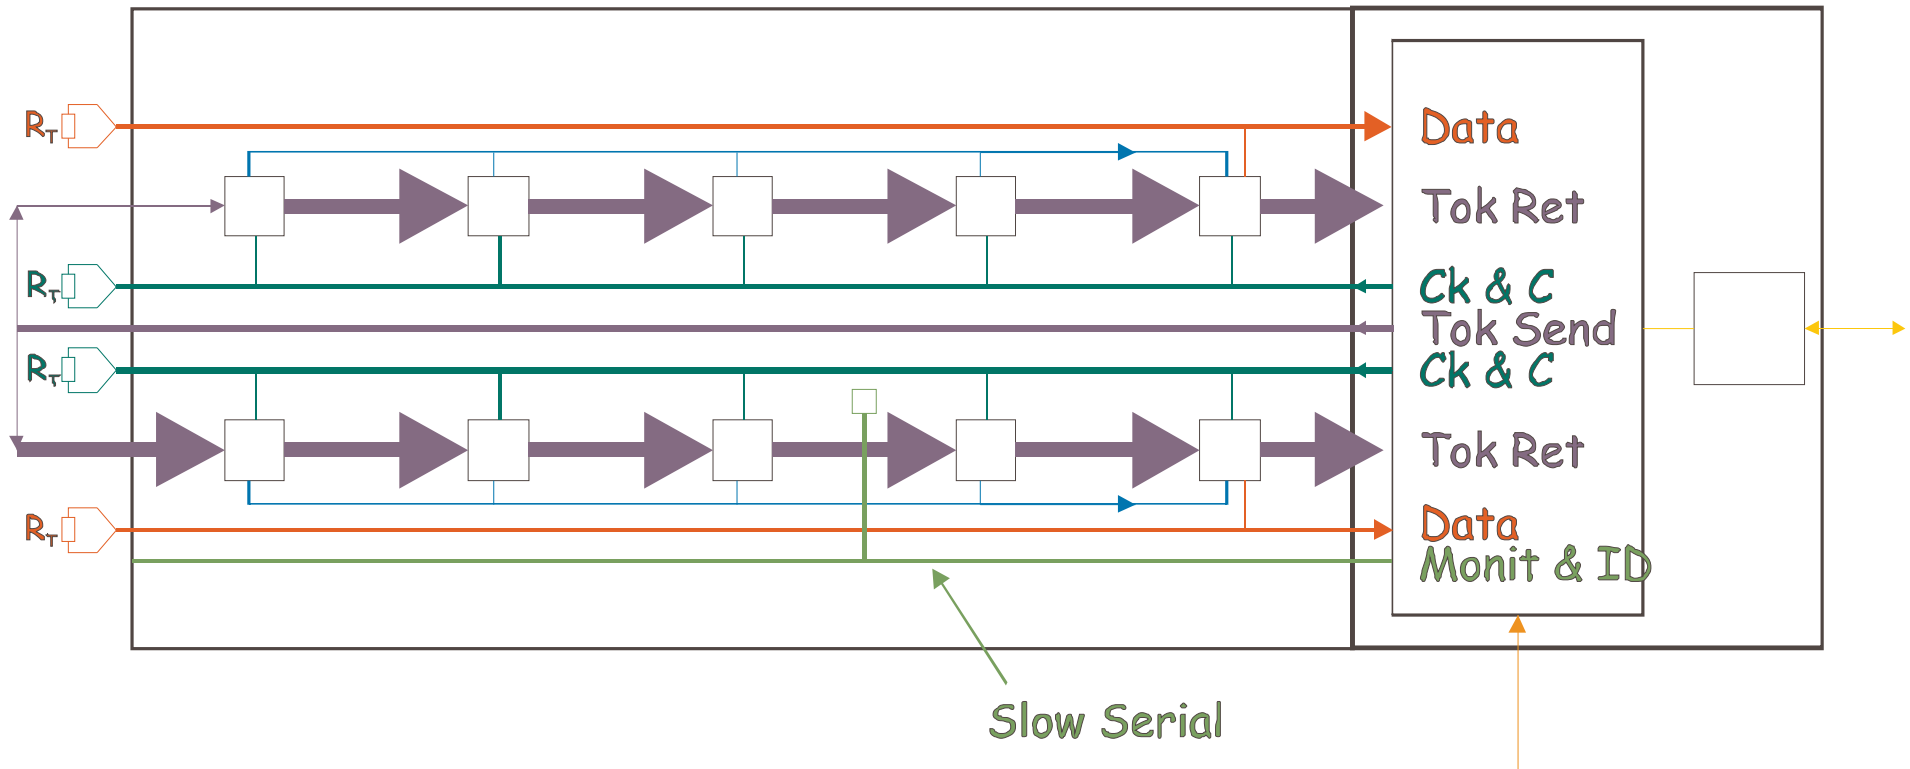 R_T Data
Tok Ret
R_T Ck & C
Tok Send
R_T Ck & C
Tok Ret
R_T Data
Monit & ID
Slow Serial